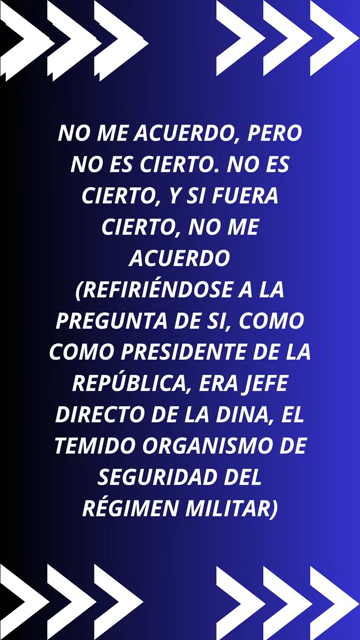 NO ME ACUERDO, PERO
NO ES CIERTO. NO ES
CIERTO, Y SI FUERA
CIERTO, NO ME
ACUERDO
(REFIRIÉNDOSE A LA
PREGUNTA DE SI, COMO
COMO PRESIDENTE DE LA
REPÚBLICA, ERA JEFE
DIRECTO DE LA DINA, EL
TEMIDO ORGANISMO DE
SEGURIDAD DEL
RÉGIMEN MILITAR)